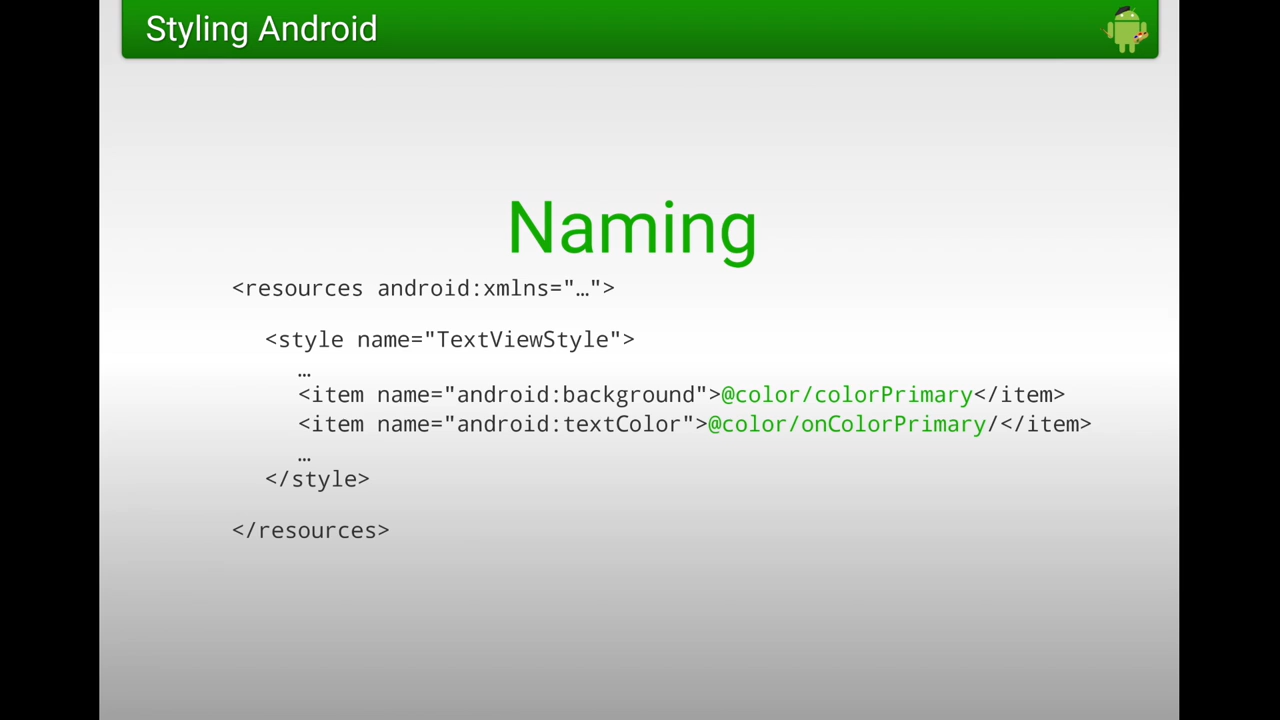 Styling Android
Naming
<resources android:xmlns="…">
<style name="TextViewStyle">
…
<item name="android:background">@color/colorPrimary</item>
<item name="android:textColor">@color/onColorPrimary/</item>
…
</style>
</resources>